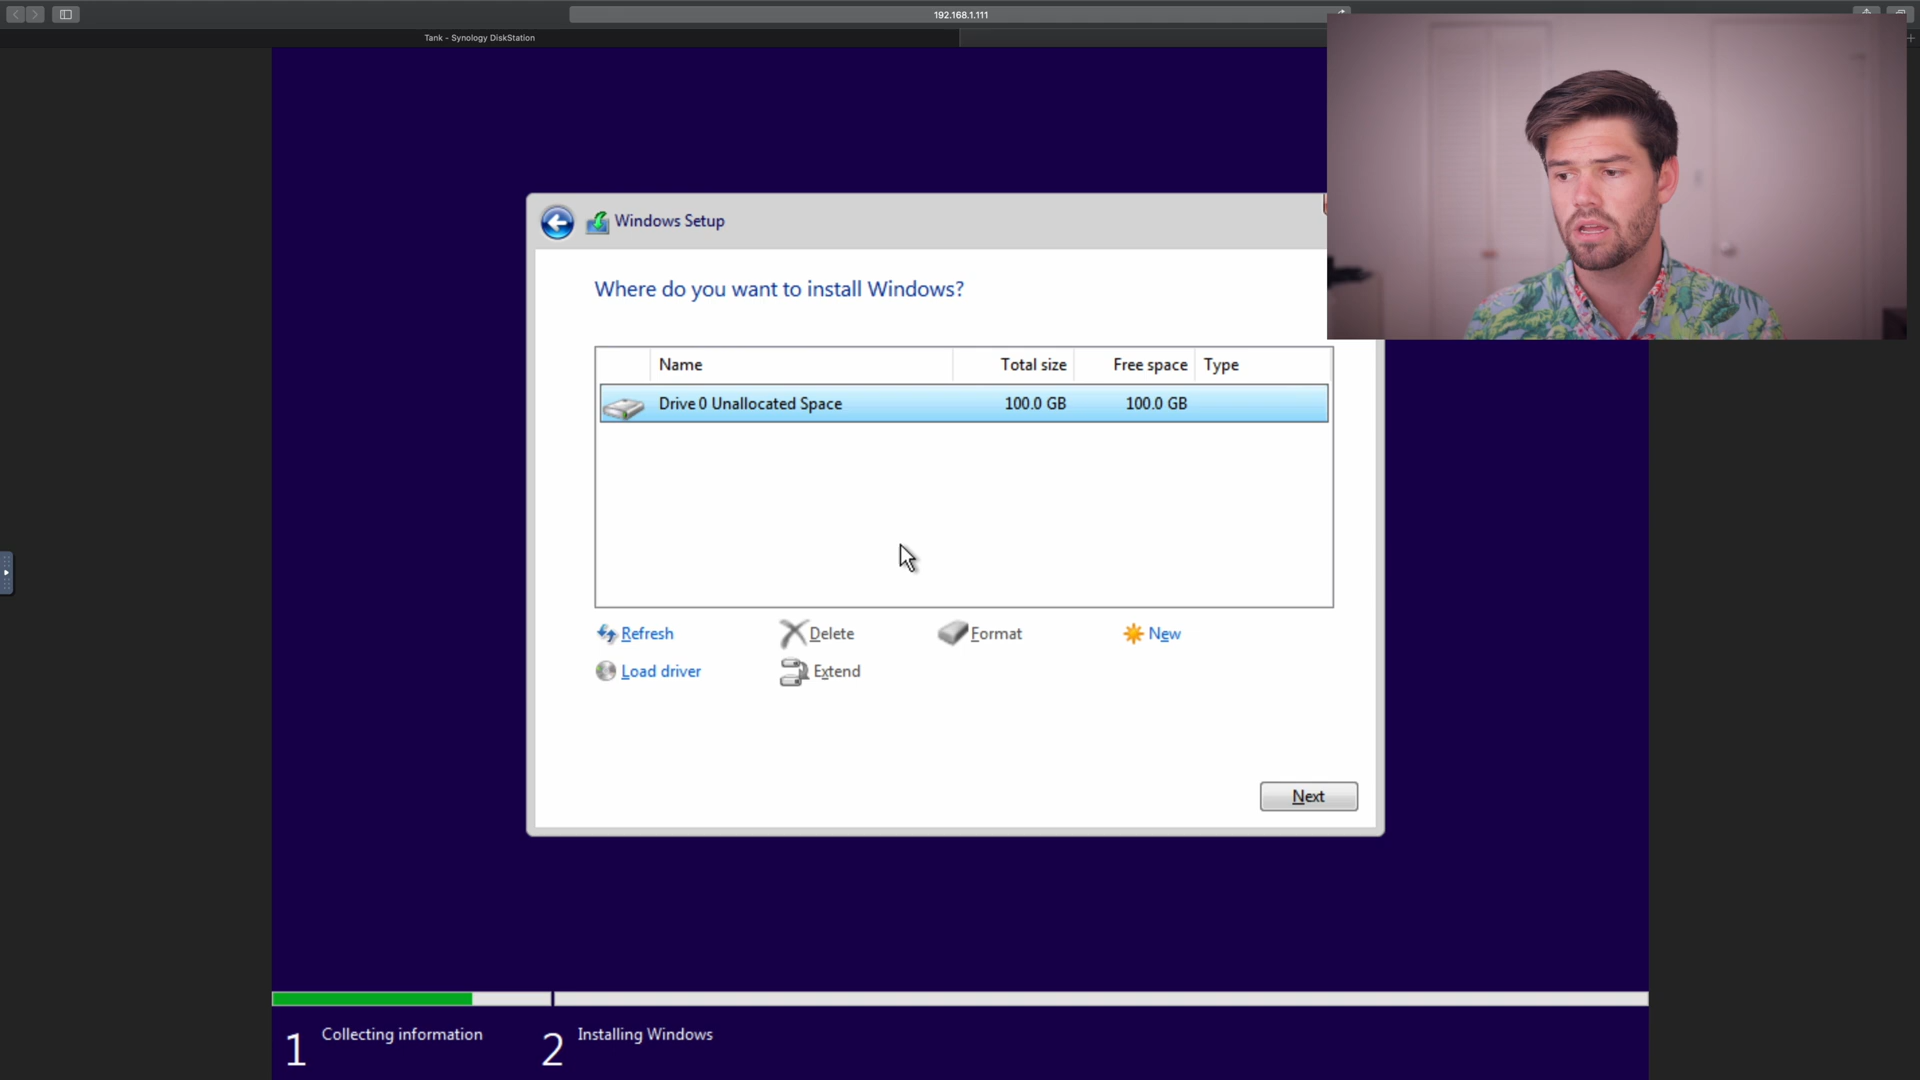 192.168.1.111
Tank - Synology DiskStation
Windows Setup
Where do you want to install Windows?
Name Total size Free space Type
Drive 0 Unallocated Space 100.0 GB 100.0 GB
Refresh Delete Format New
Load driver Extend
Next
1 Collecting information 2 Installing Windows